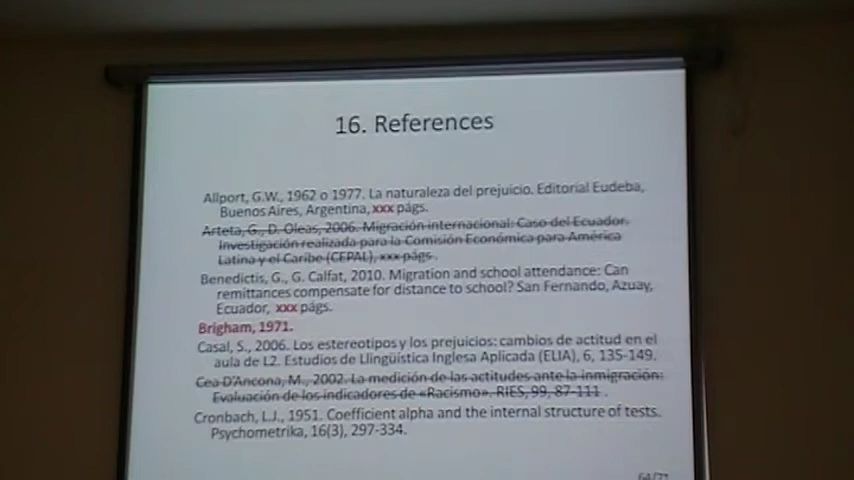 16. References
Allport, G.W., 1962 o 1977. La naturaleza del prejuicio. Editorial Eudeba,
Buenos Aires, Argentina, xxx págs.
Arteta, G., D. Oleas, 2006. Migración internacional: Caso del Ecuador.
Investigación realizada para la Comisión Económica para América
Latina y el Caribe (CEPAL), xxx págs .
Benedictis, G., G. Calfat, 2010. Migration and school attendance: Can
remittances compensate for distance to school? San Fernando, Azuay,
Ecuador, xxx págs.
Brigham, 1971.
Casal, S., 2006. Los estereotipos y los prejuicios: cambios de actitud en el
aula de L2. Estudios de Llingüística Inglesa Aplicada (ELIA), 6, 135-149.
Cea D'Ancona, M., 2002. La medición de las actitudes ante la inmigración:
Evaluación de los indicadores de «Racismo». RIES, 99, 87-111 .
Cronbach, L.J., 1951. Coefficient alpha and the internal structure of tests.
Psychometrika, 16(3), 297-334.
64/71